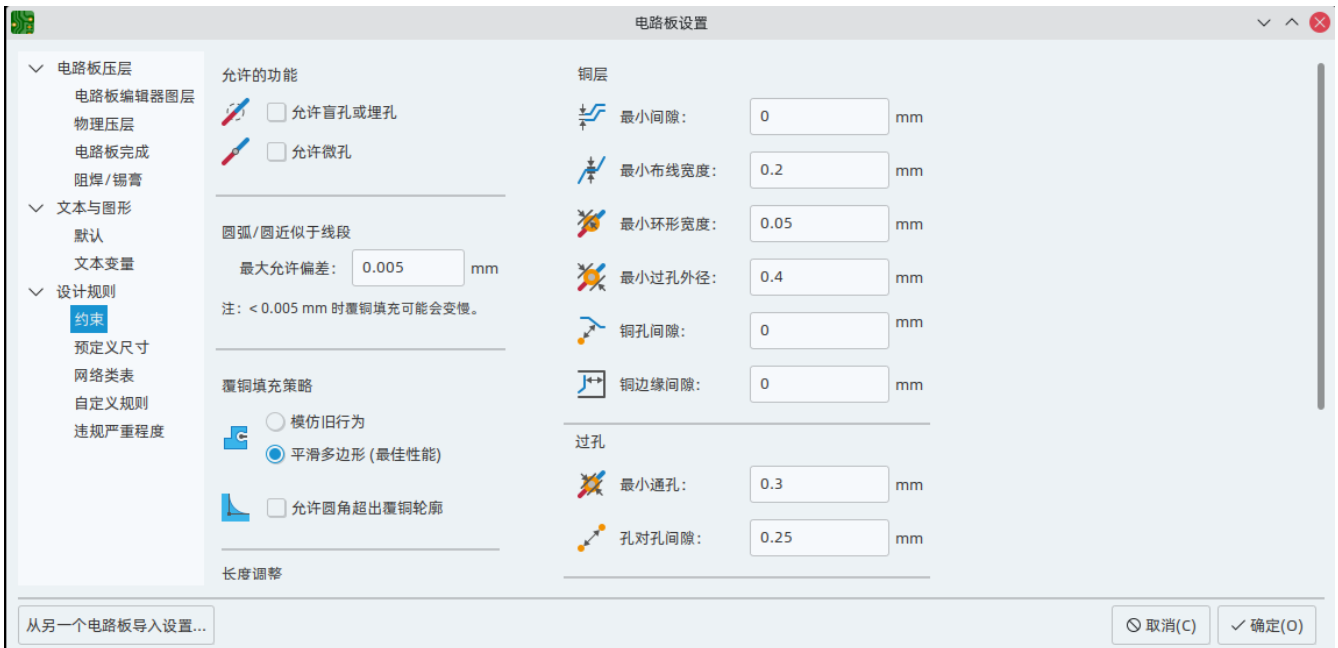 电路板设置
电路板压层
电路板编辑器图层
物理压层
电路板完成
阻焊/锡膏
文本与图形
默认
文本变量
设计规则
约束
预定义尺寸
网络类表
自定义规则
违规严重程度
允许的功能
允许盲孔或埋孔
允许微孔
圆弧/圆近似于线段
最大允许偏差： 0.005 mm
注：< 0.005 mm 时覆铜填充可能会变慢。
覆铜填充策略
模仿旧行为
平滑多边形 (最佳性能)
允许圆角超出覆铜轮廓
长度调整
铜层
最小间隙： 0 mm
最小布线宽度： 0.2 mm
最小环形宽度： 0.05 mm
最小过孔外径： 0.4 mm
铜孔间隙： 0 mm
铜边缘间隙： 0 mm
过孔
最小通孔： 0.3 mm
孔对孔间隙： 0.25 mm
从另一个电路板导入设置...
取消(C)
确定(O)